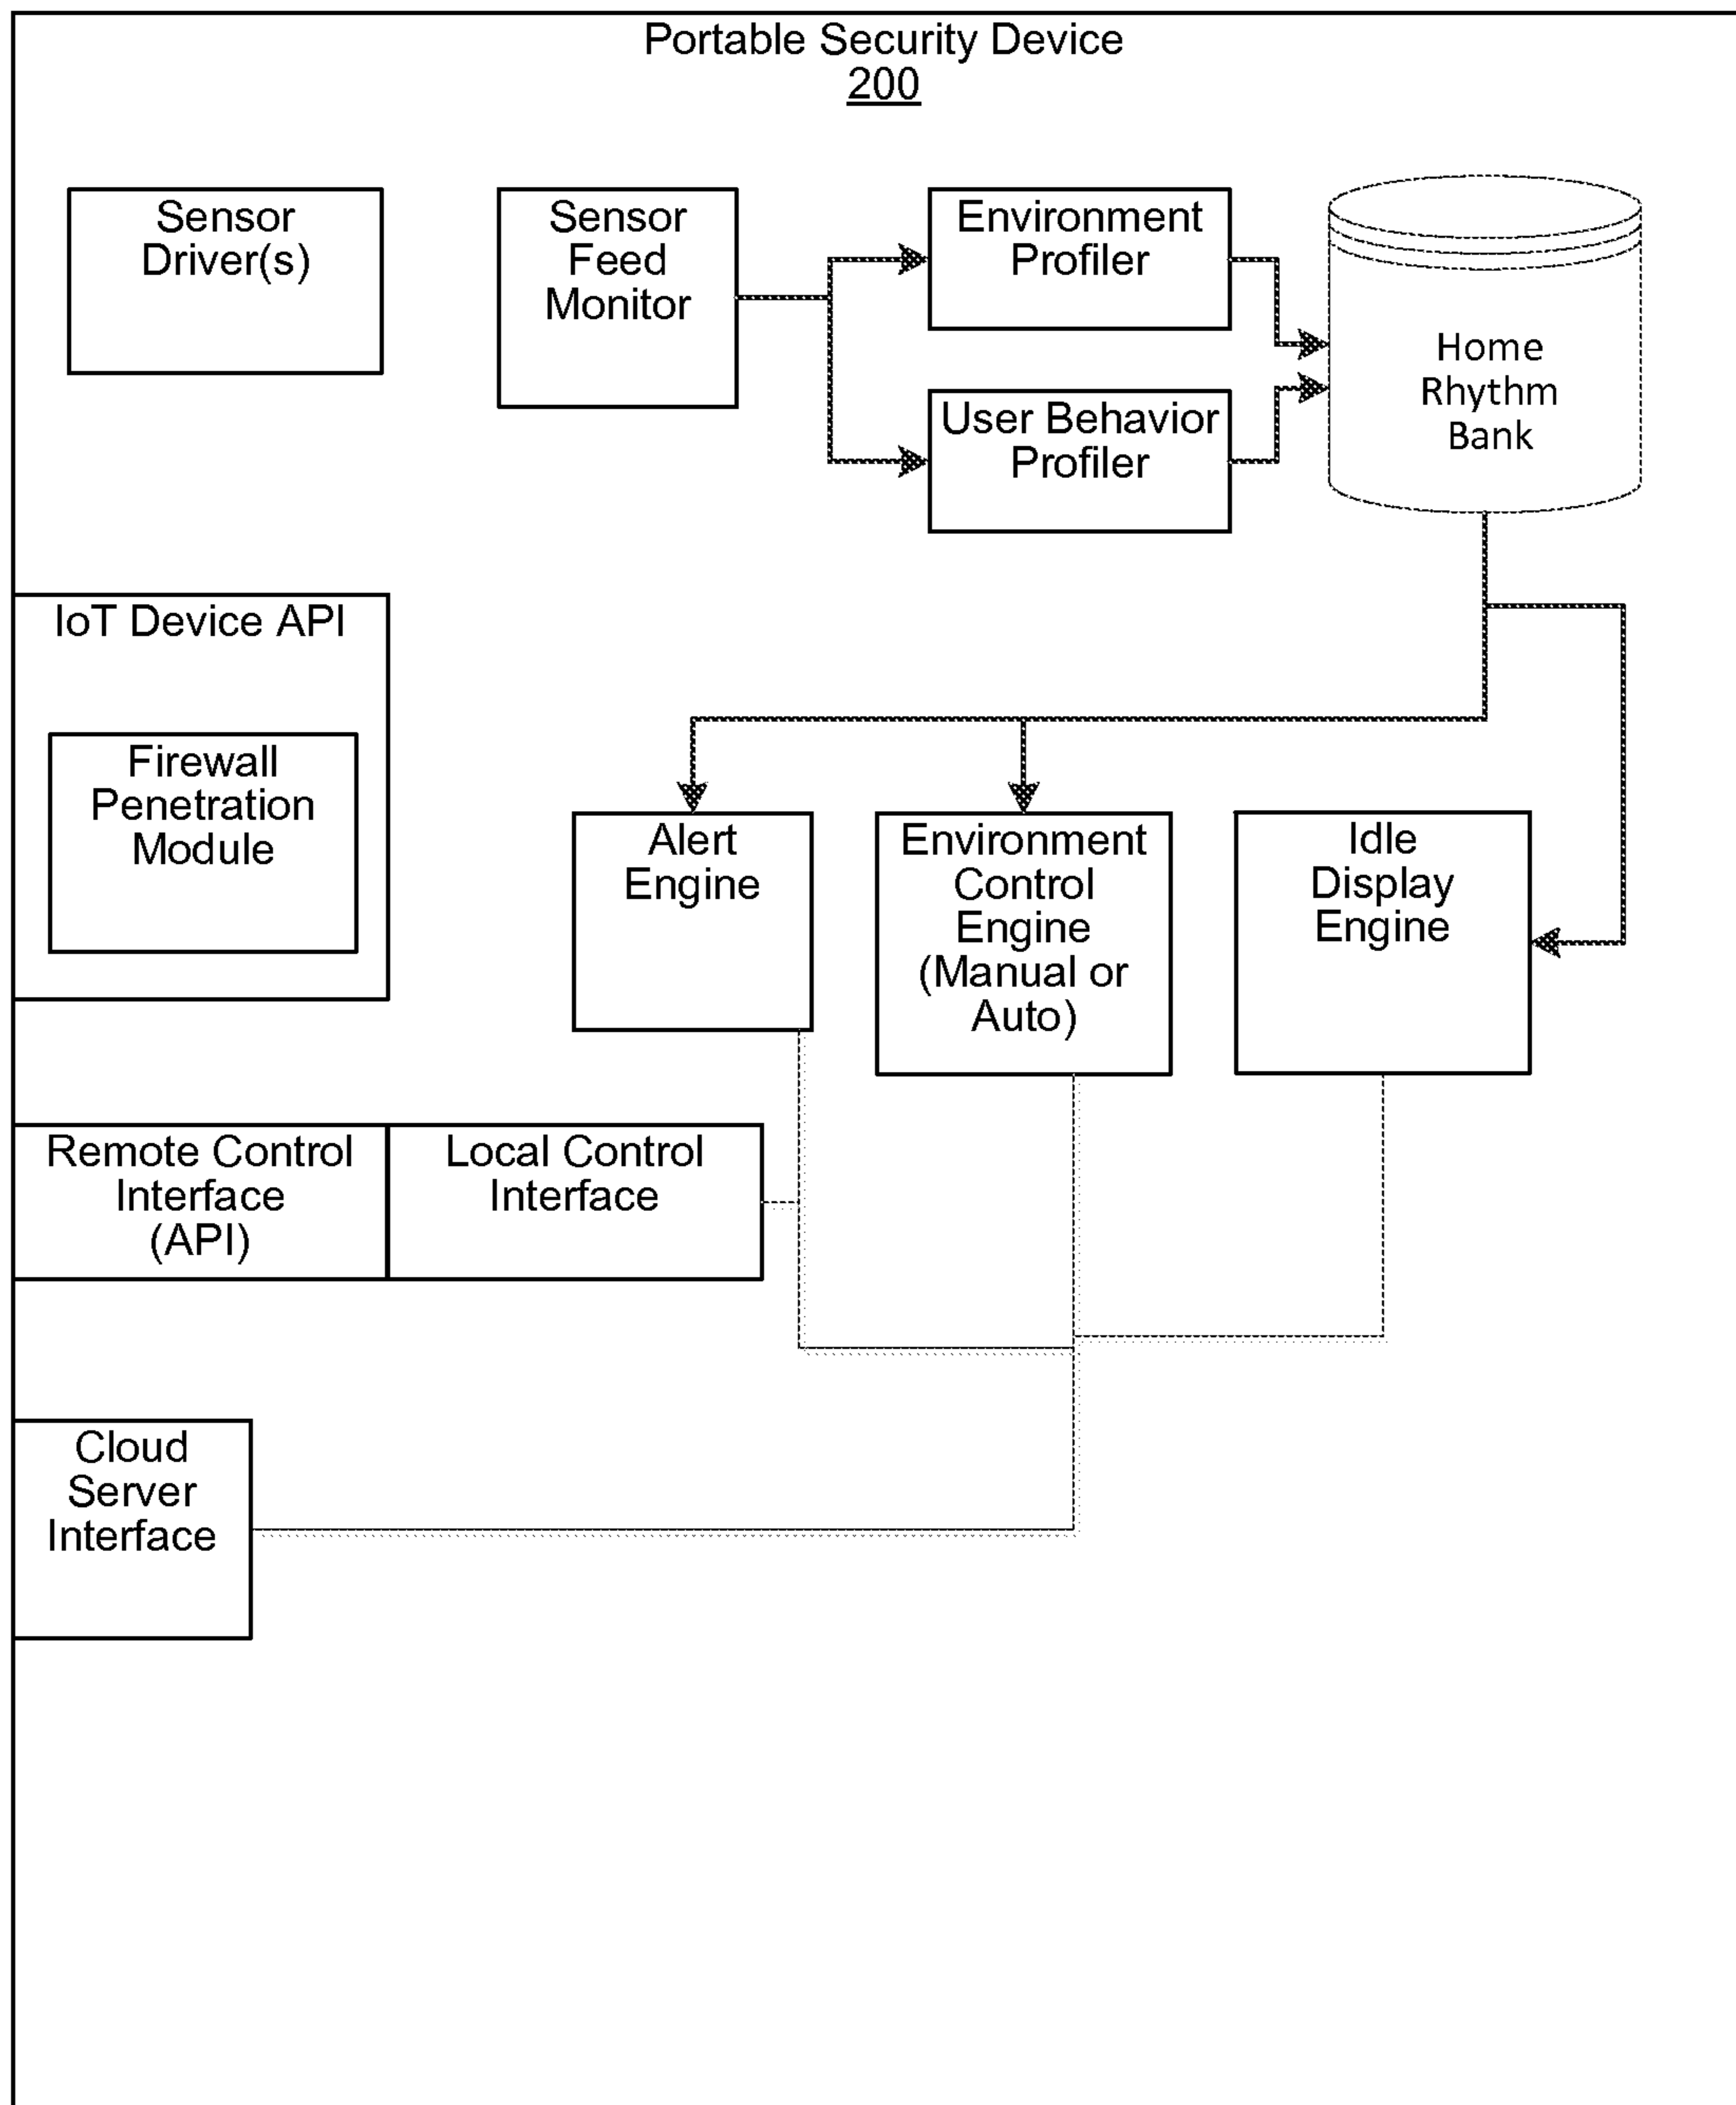 Portable Security Device
200
Sensor
Driver(s)
Sensor
Feed
Monitor
Environment
Profiler
User Behavior
Profiler
Home
Rhythm
Bank
IoT Device API
Firewall
Penetration
Module
Alert
Engine
Environment
Control
Engine
(Manual or
Auto)
Idle
Display
Engine
Remote Control
Interface
(API)
Local Control
Interface
Cloud
Server
Interface